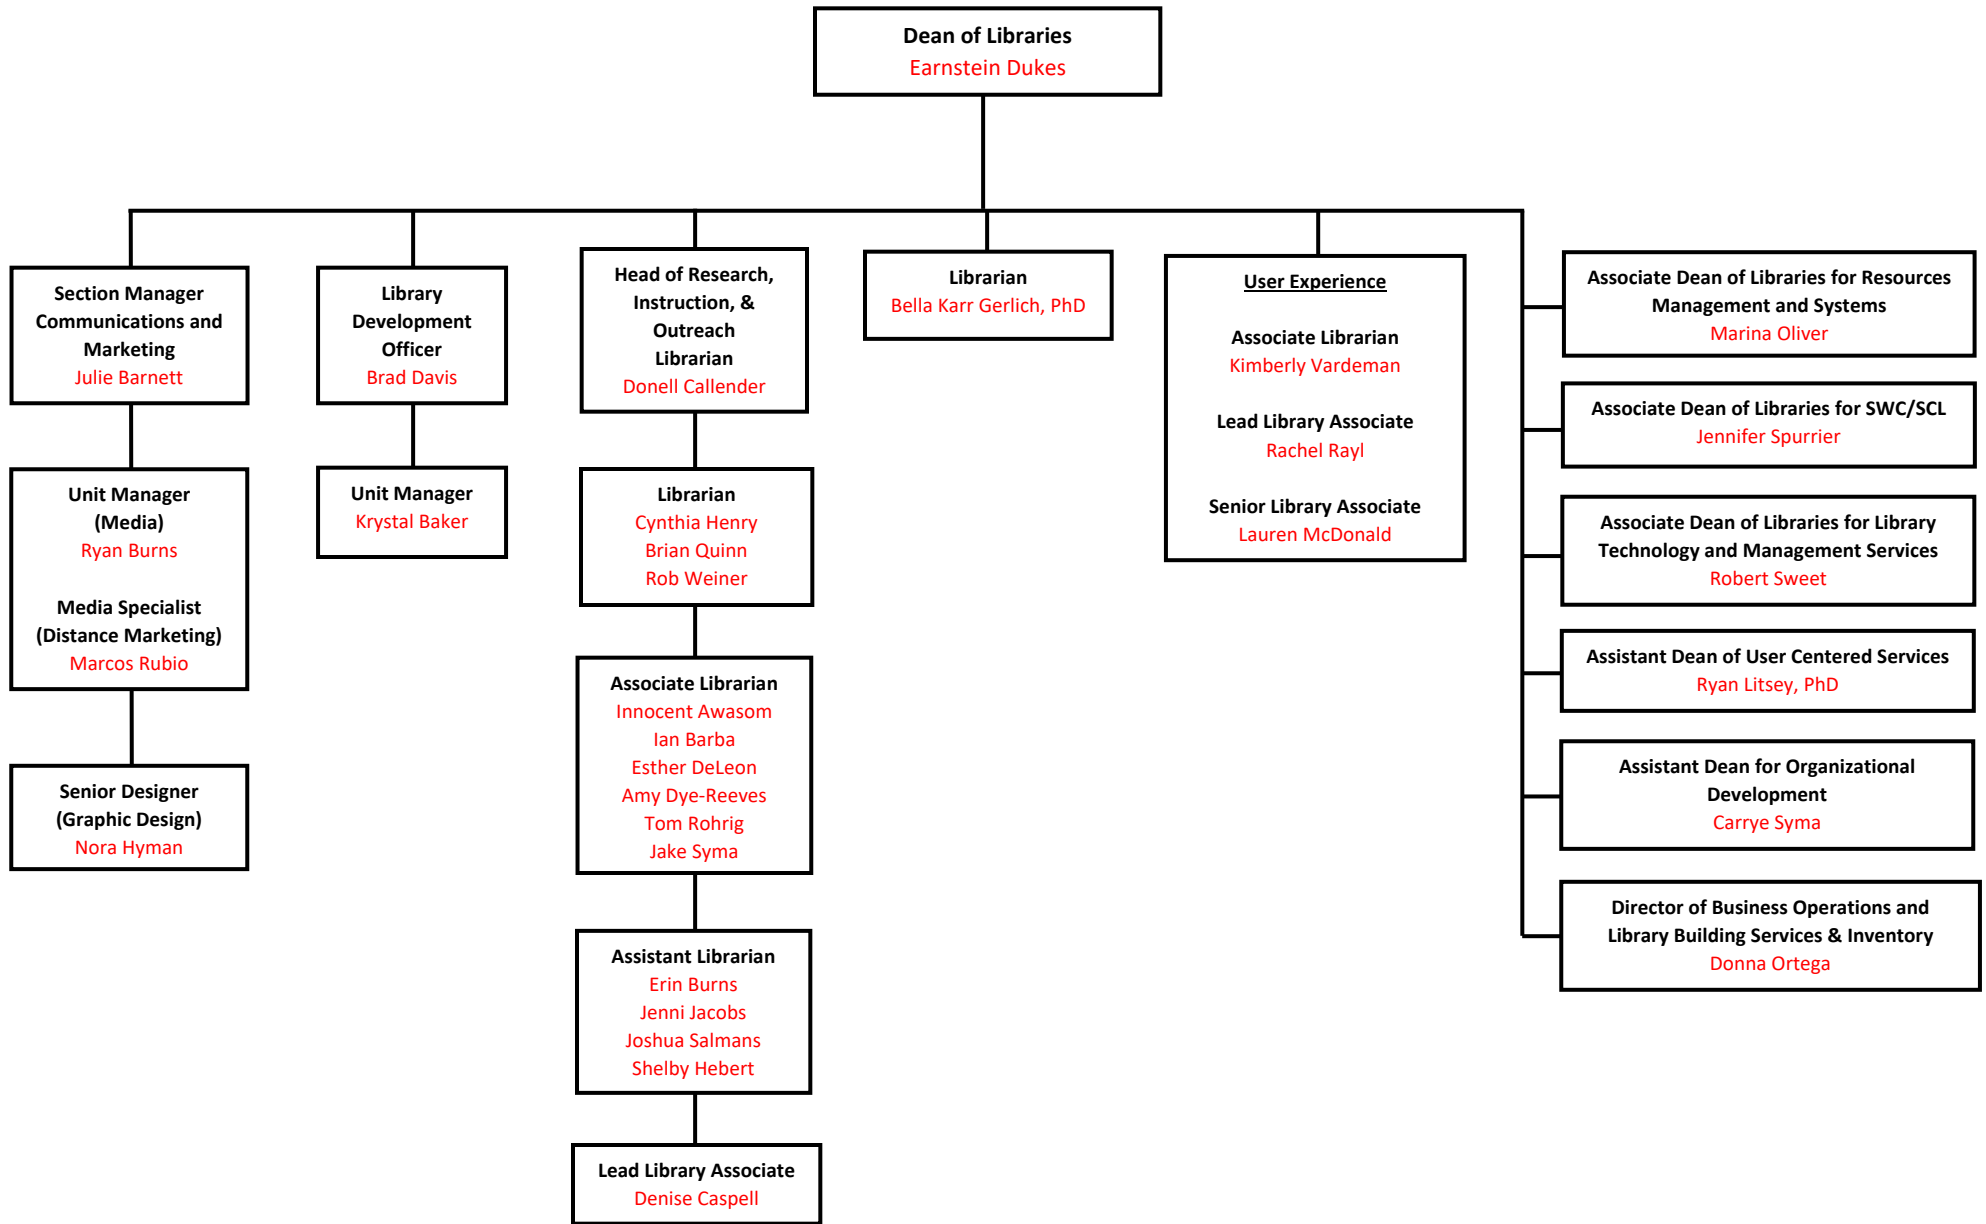 Dean of Libraries
Earnstein Dukes
Section Manager
Communications and
Marketing
Julie Barnett
Unit Manager
(Media)
Ryan Burns
Media Specialist
(Distance Marketing)
Marcos Rubio
Senior Designer
(Graphic Design)
Nora Hyman
Library
Development
Officer
Brad Davis
Unit Manager
Krystal Baker
Head of Research,
Instruction, &
Outreach
Librarian
Donell Callender
Librarian
Cynthia Henry
Brian Quinn
Rob Weiner
Associate Librarian
Innocent Awasom
Ian Barba
Esther DeLeon
Amy Dye-Reeves
Tom Rohrig
Jake Syma
Assistant Librarian
Erin Burns
Jenni Jacobs
Joshua Salmans
Shelby Hebert
Lead Library Associate
Denise Caspell
Librarian
Bella Karr Gerlich, PhD
User Experience
Associate Librarian
Kimberly Vardeman
Lead Library Associate
Rachel Rayl
Senior Library Associate
Lauren McDonald
Associate Dean of Libraries for Resources
Management and Systems
Marina Oliver
Associate Dean of Libraries for SWC/SCL
Jennifer Spurrier
Associate Dean of Libraries for Library
Technology and Management Services
Robert Sweet
Assistant Dean of User Centered Services
Ryan Litsey, PhD
Assistant Dean for Organizational
Development
Carrye Syma
Director of Business Operations and
Library Building Services & Inventory
Donna Ortega